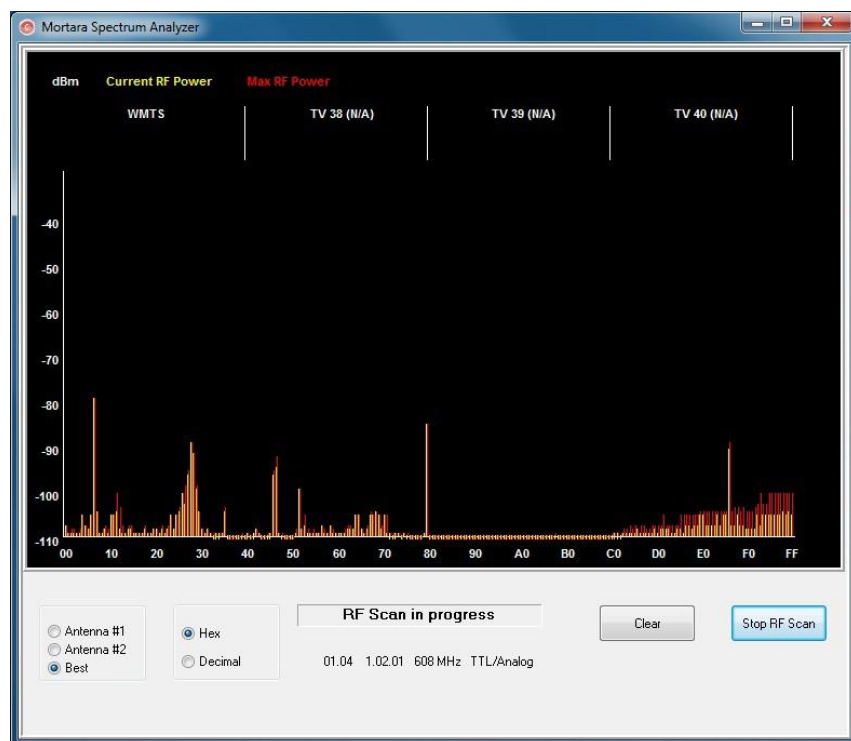 Mortara Spectrum Analyzer
dBm Current RF Power Max RF Power
WMTS TV 38 (N/A) TV 39 (N/A) TV 40 (N/A)
-40
-50
-60
-70
-80
-90
-100
-110
00 10 20 30 40 50 60 70 80 90 A0 B0 C0 D0 E0 F0 FF
RF Scan in progress
Clear
Stop RF Scan
Antenna #1
Antenna #2
Best
Hex
Decimal
01.04 1.02.01 608 MHz TTL/Analog